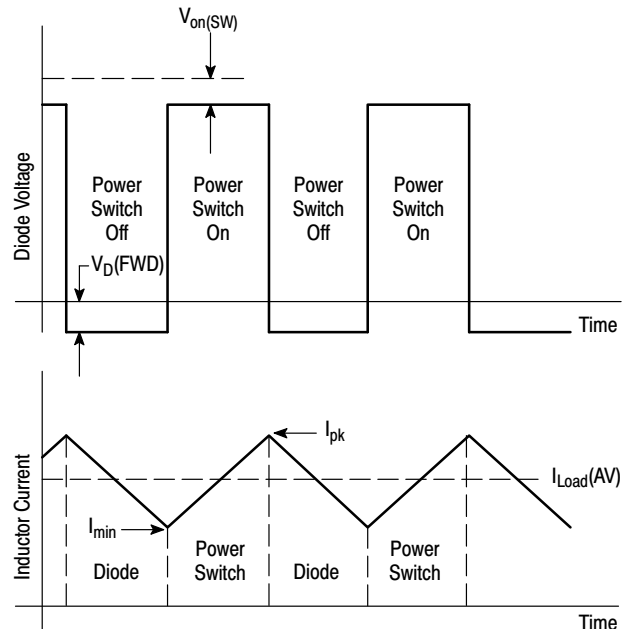 Von(SW)
Diode Voltage
Power
Switch
Off
Power
Switch
On
Power
Switch
Off
Power
Switch
On
VD(FWD)
Time
Inductor Current
Ipk
ILoad(AV)
Imin
Diode
Power
Switch
Diode
Power
Switch
Time